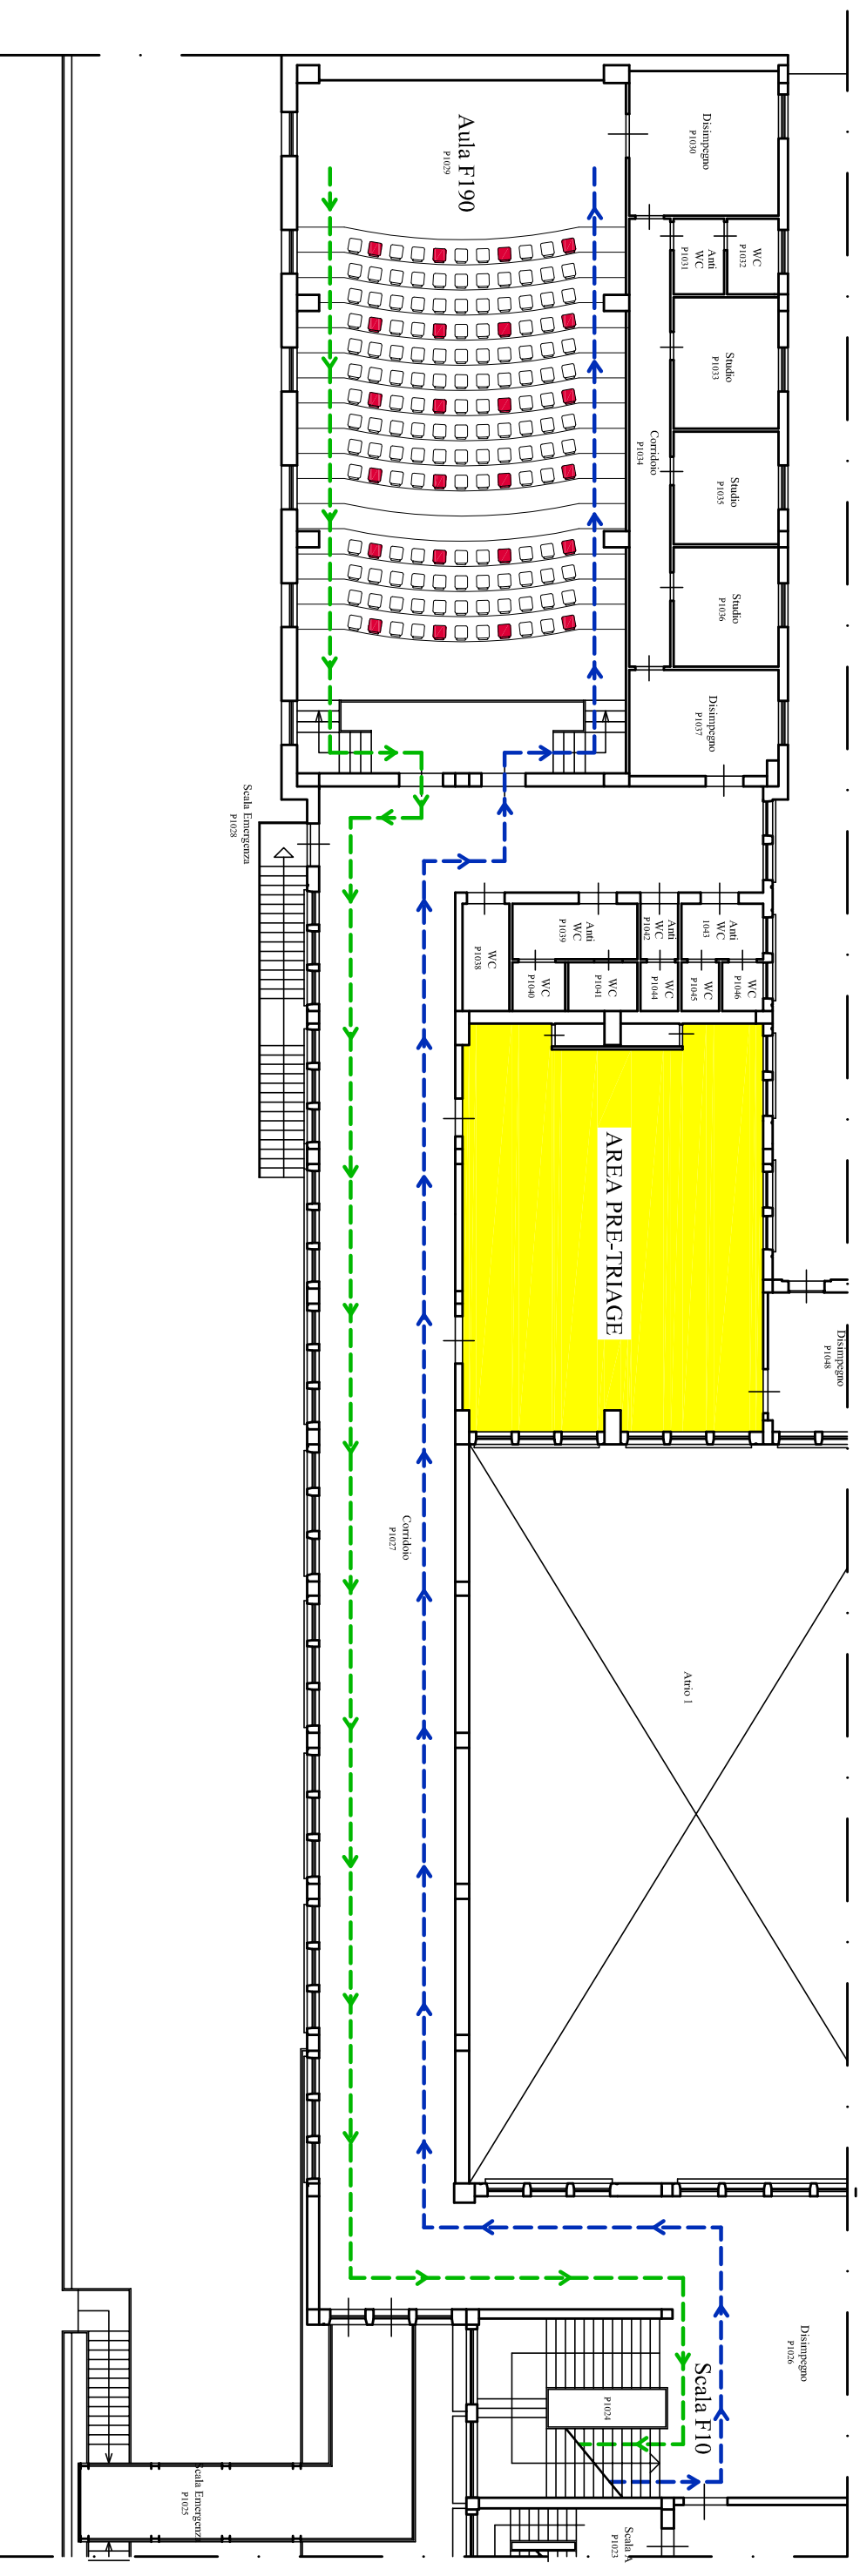 Aula F190
P1029
Disimpegno
P1030
WC
P1032
Anti
WC
P1031
Studio
P1033
Corridoio
P1034
Studio
P1035
Studio
P1036
Disimpegno
P1037
Scala Emergenza
P1028
Anti
WC
1043
Anti
WC
P1042
Anti
WC
P1039
WC
P1038
WC
P1046
WC
P1045
WC
P1044
WC
P1041
WC
P1040
AREA PRE-TRIAGE
Disimpegno
P1048
Corridoio
P1027
Atrio 1
Disimpegno
P1026
Scala F10
P1024
Scala Emergenza
P1025
Scala A
P1023